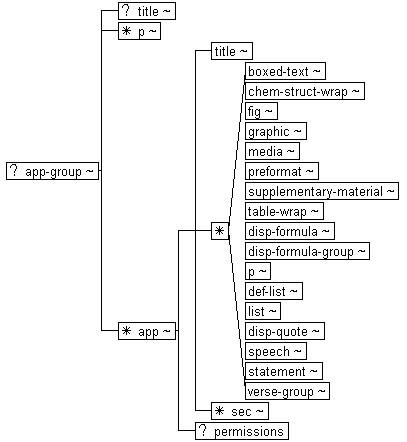 ? title ~
* p ~
title ~
boxed-text ~
chem-struct-wrap ~
fig ~
graphic ~
media ~
preformat ~
? app-group ~
supplementary-material ~
table-wrap ~
*
disp-formula ~
disp-formula-group ~
p ~
def-list ~
list ~
* app ~
disp-quote ~
speech ~
statement ~
verse-group ~
* sec ~
? permissions